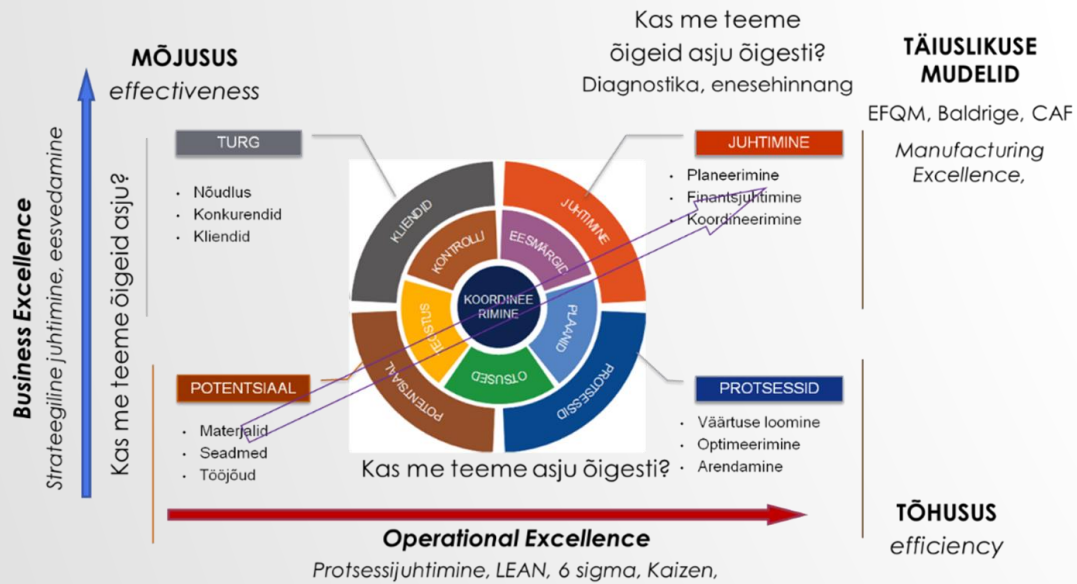 Kas me teeme
õigeid asju õigesti?
Diagnostika, enesehinnang
TÄIUSLIKUSE
MUDELID
EFQM, Baldrige, CAF
Manufacturing
Excellence,
MÕJUSUS
effectiveness
Business Excellence
Strateegiline juhtimine, eesvedamine
Kas me teeme õigeid asju?
TURG
• Nõudlus
• Konkurendid
• Kliendid
JUHTIMINE
• Planeerimine
• Finantsjuhtimine
• Koordineerimine
KLIENDID
JUHTIMINE
KONTROLLI
EESMÄRGID
KOORDINEE
RIMINE
TEOSTUS
PLAANID
OTSUSED
POTENTSIAAL
PROTSESSID
POTENTSIAAL
• Materjalid
• Seadmed
• Tööjõud
PROTSESSID
• Väärtuse loomine
• Optimeerimine
• Arendamine
Kas me teeme asju õigesti?
TÕHUSUS
efficiency
Operational Excellence
Protsessijuhtimine, LEAN, 6 sigma, Kaizen,